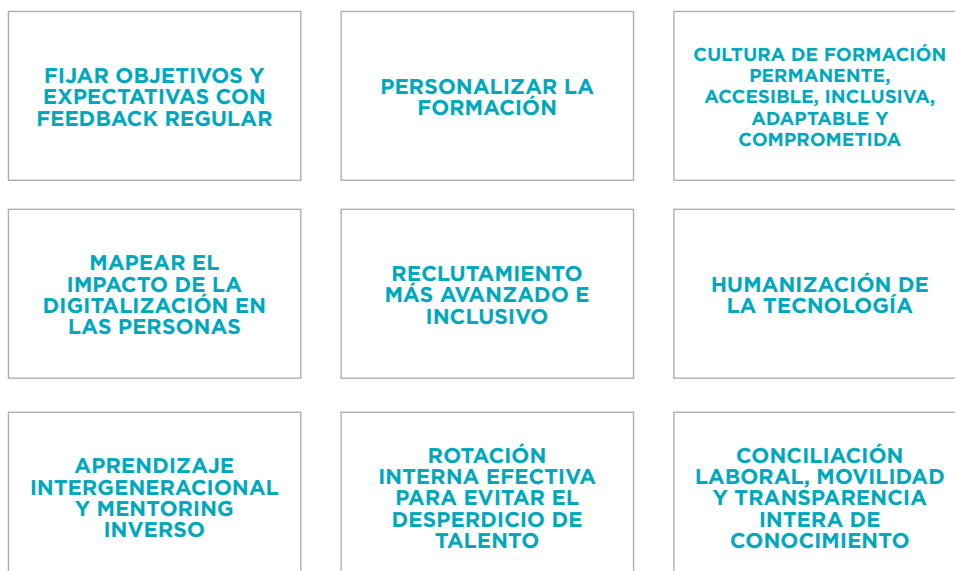 FIJAR OBJETIVOS Y
EXPECTATIVAS CON
FEEDBACK REGULAR
PERSONALIZAR LA
FORMACIÓN
CULTURA DE FORMACIÓN
PERMANENTE,
ACCESIBLE, INCLUSIVA,
ADAPTABLE Y
COMPROMETIDA
MAPEAR EL
IMPACTO DE LA
DIGITALIZACIÓN EN
LAS PERSONAS
RECLUTAMIENTO
MÁS AVANZADO E
INCLUSIVO
HUMANIZACIÓN DE
LA TECNOLOGÍA
APRENDIZAJE
INTERGENERACIONAL
Y MENTORING
INVERSO
ROTACIÓN
INTERNA EFECTIVA
PARA EVITAR EL
DESPERDICIO DE
TALENTO
CONCILIACIÓN
LABORAL, MOVILIDAD
Y TRANSPARENCIA
INTERA DE
CONOCIMIENTO